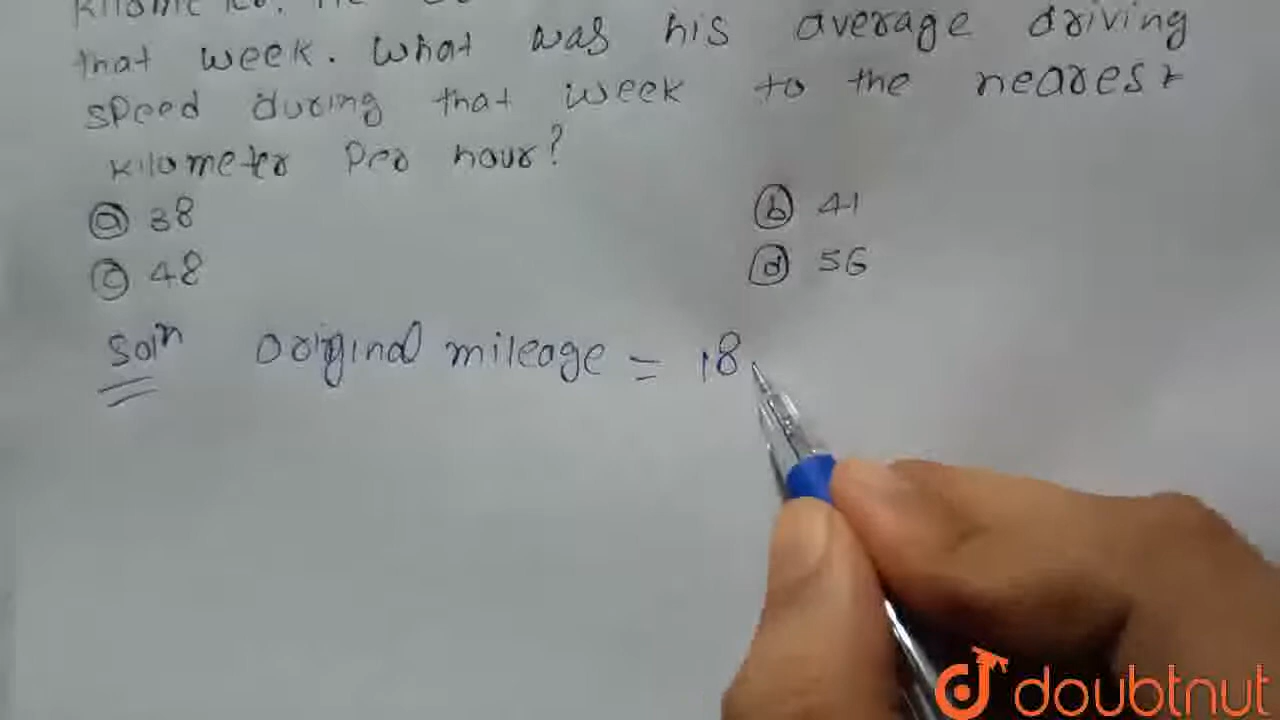 that week. What was his average driving
speed during that week to the nearest
kilometer per hour?
(a) 38 (b) 41
(c) 48 (d) 56
Soln Original mileage = 18
doubtnut